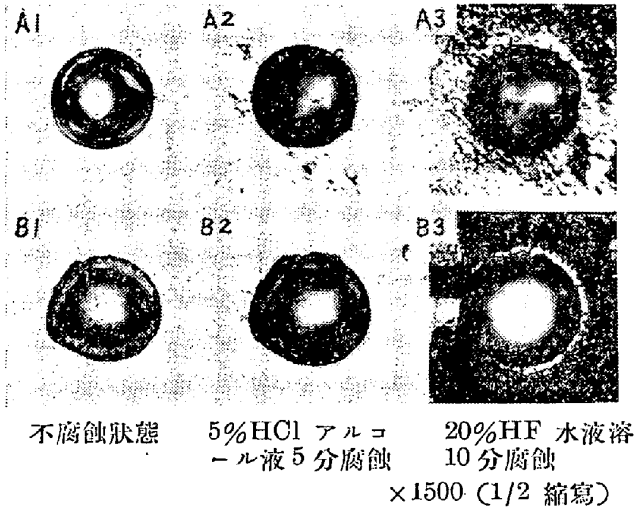 A1
A2
A3
B1
B2
B3
不腐蝕狀態
5%HCl アルコ
ール液5分腐蝕
20%HF 水液溶
10分腐蝕
×1500 (1/2 縮寫)